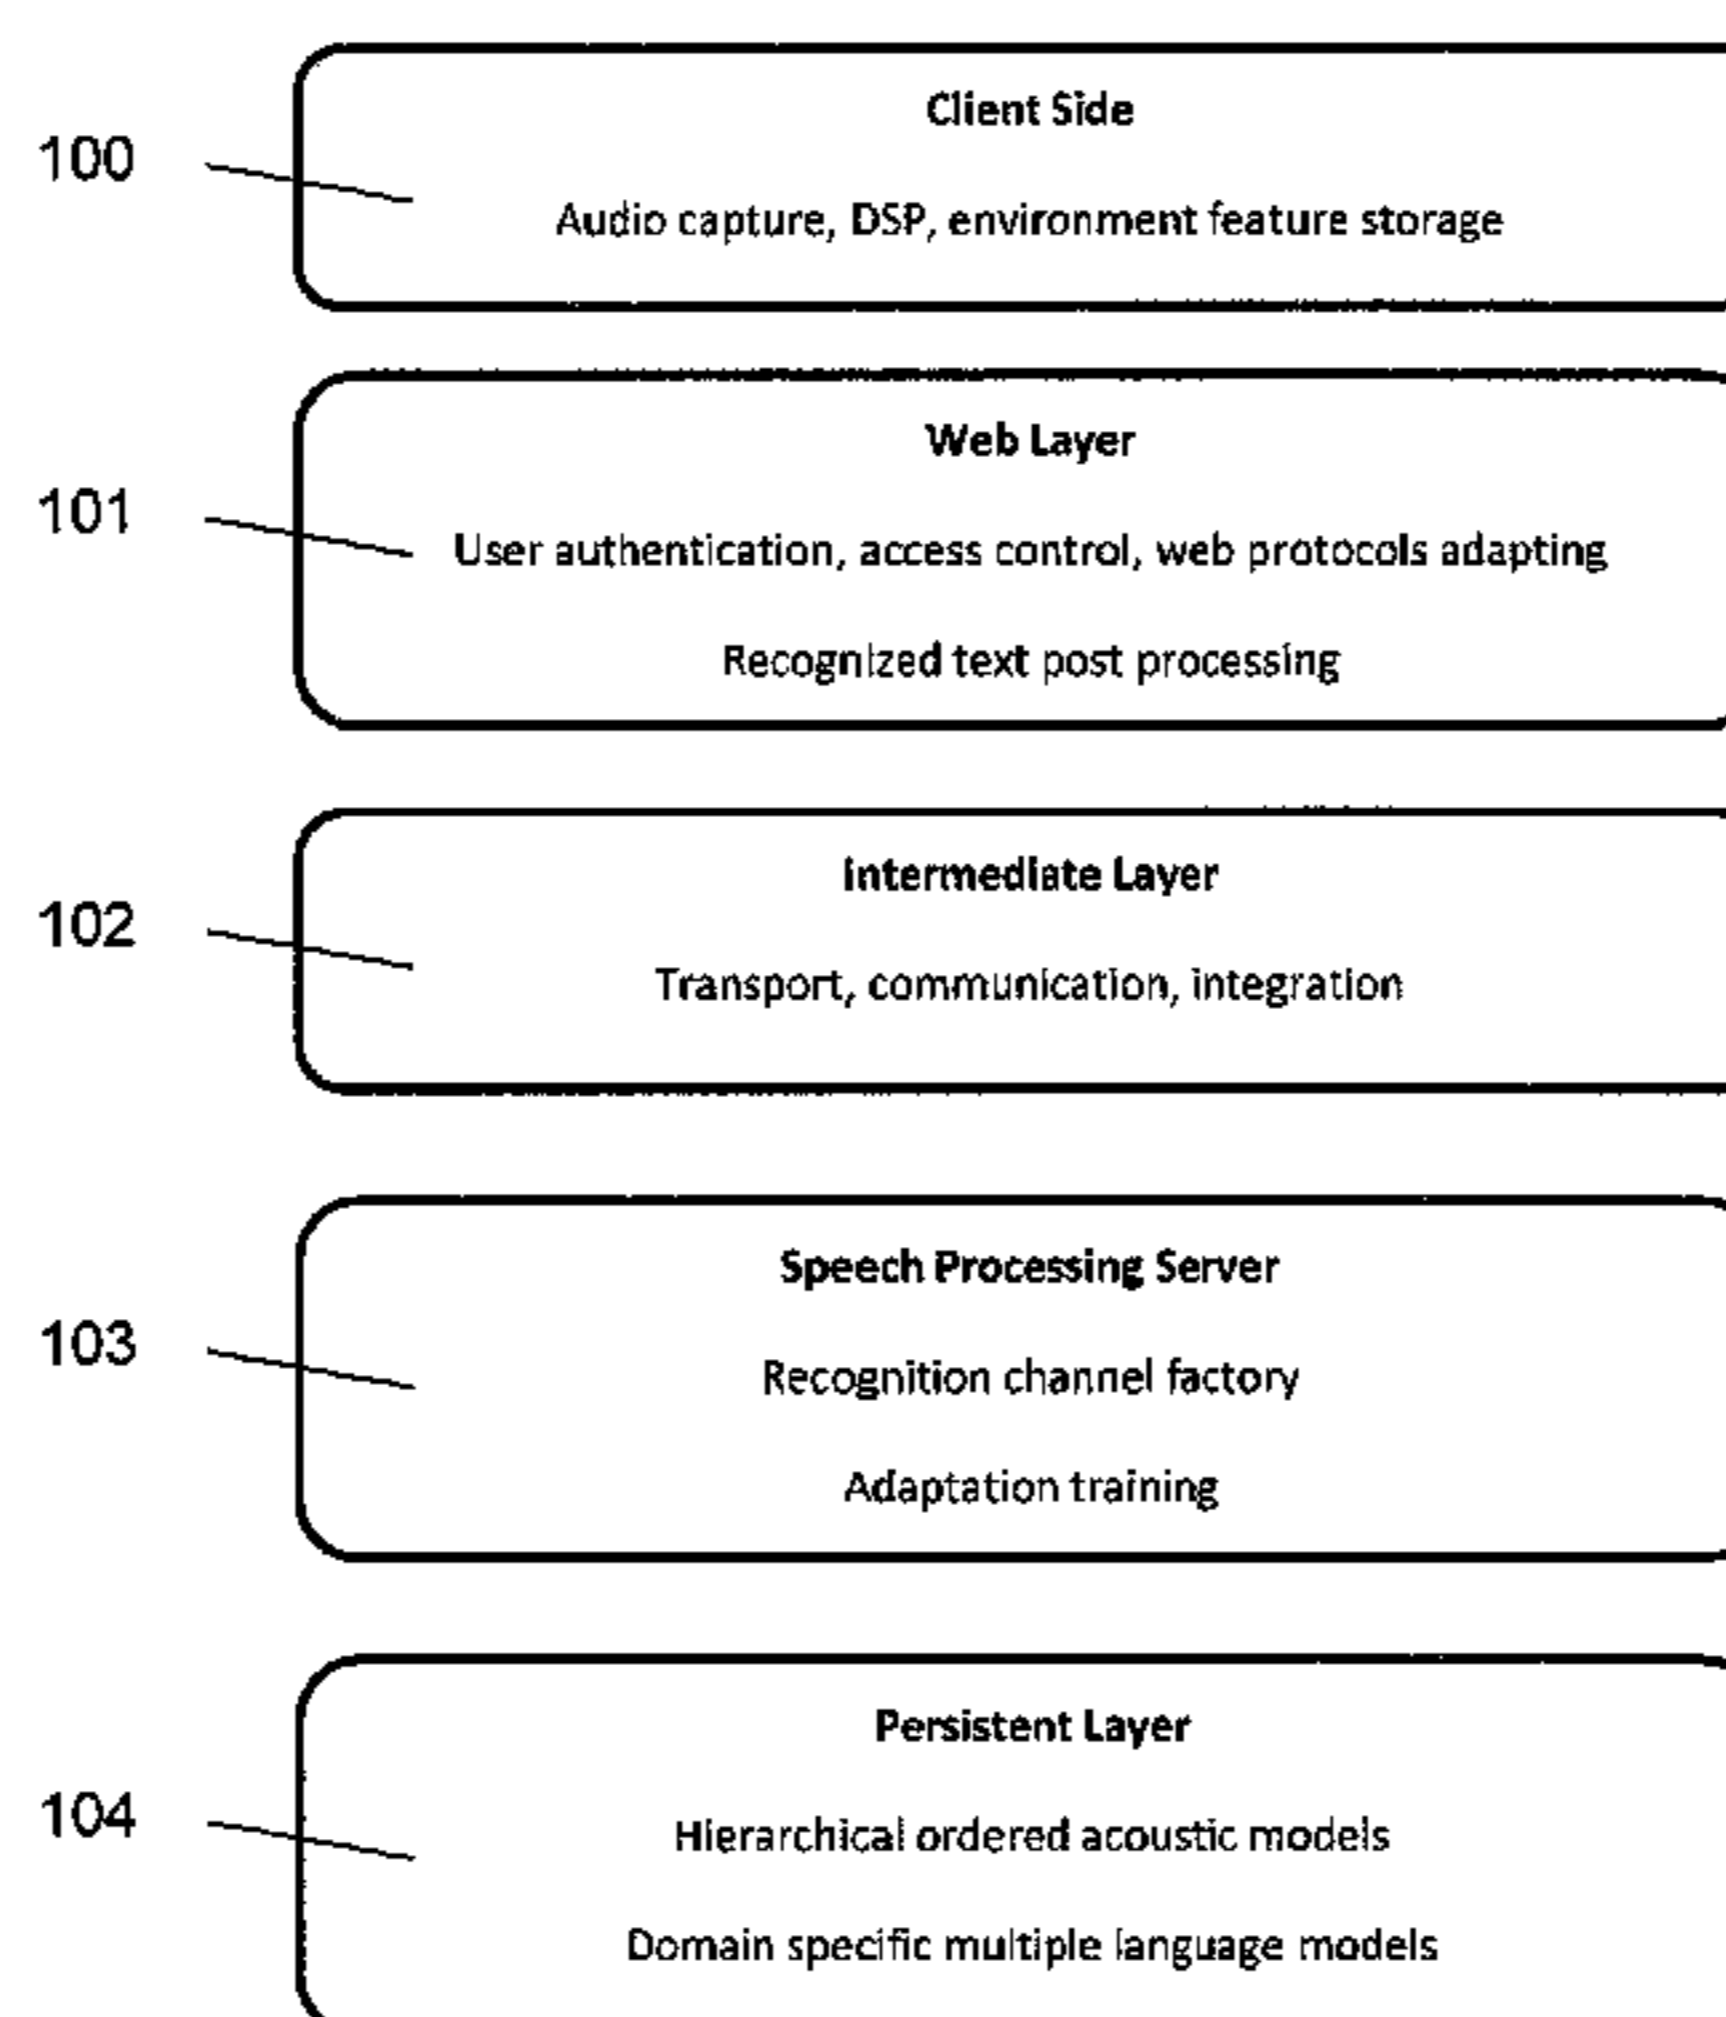 Client Side
100
Audio capture, DSP, environment feature storage
Web Layer
101
User authentication, access control, web protocols adapting
Recognized text post processing
Intermediate Layer
102
Transport, communication, integration
Speech Processing Server
103
Recognition channel factory
Adaptation training
Persistent Layer
104
Hierarchical ordered acoustic models
Domain specific multiple language models